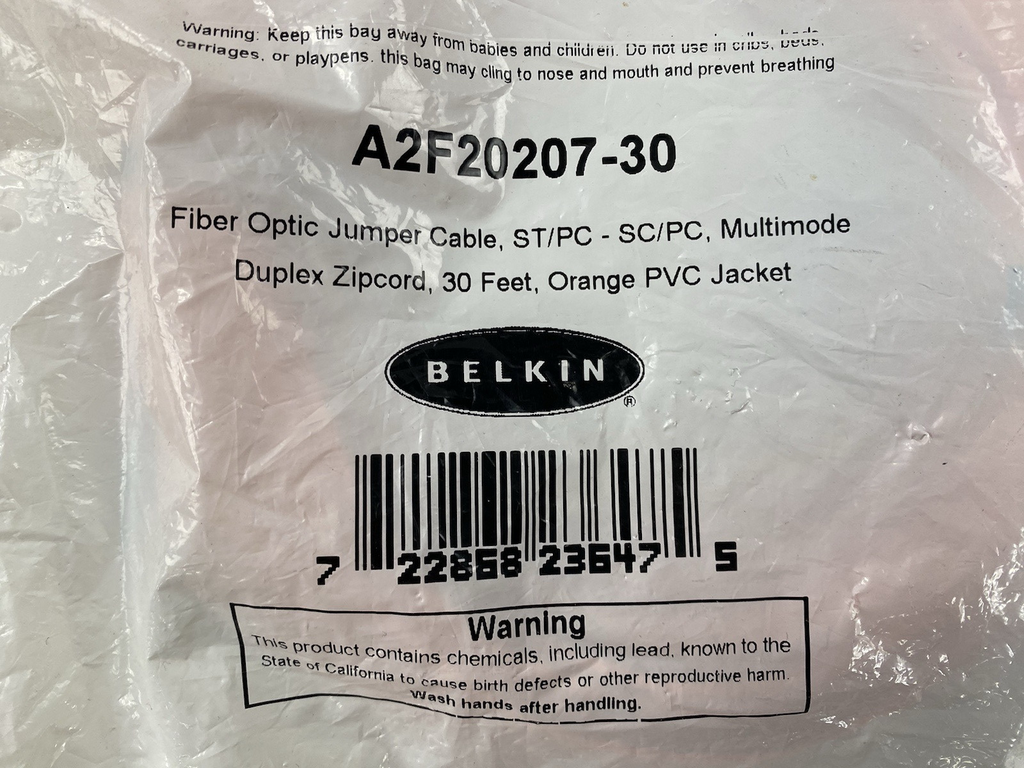 Warning: Keep this bag away from babies and children. Do not use in cribs, beds,
carriages, or playpens. this bag may cling to nose and mouth and prevent breathing
A2F20207-30
Fiber Optic Jumper Cable, ST/PC - SC/PC, Multimode
Duplex Zipcord, 30 Feet, Orange PVC Jacket
BELKIN ®
7 22868 23647 5
Warning
This product contains chemicals, including lead, known to the
State of California to cause birth defects or other reproductive harm.
Wash hands after handling.